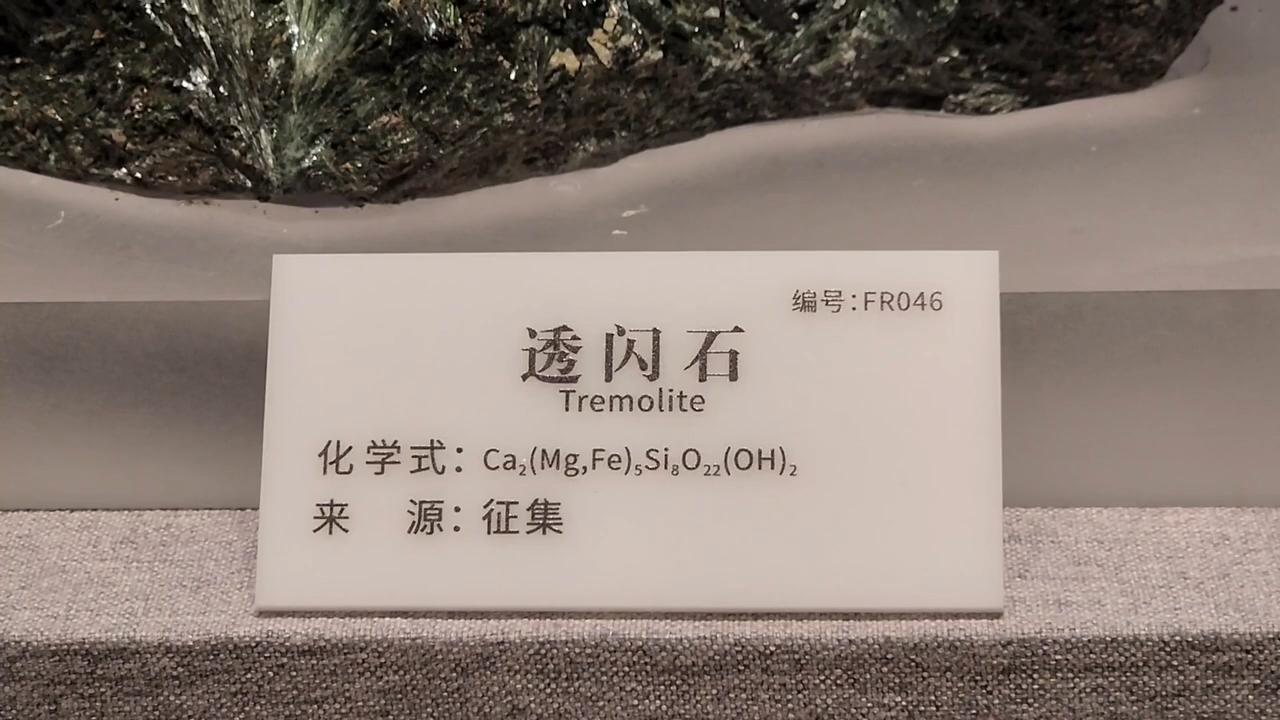 编号:FR046
透闪石
Tremolite
化学式: Ca₂(Mg,Fe)₅Si₈O₂₂(OH)₂
来 源: 征集